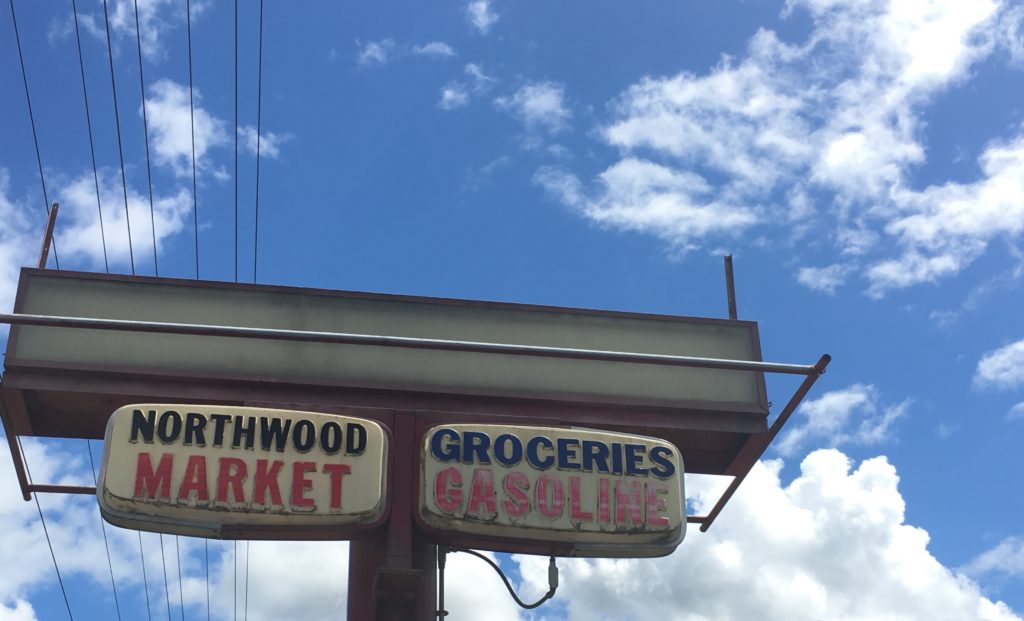 NORTHWOOD
MARKET
GROCERIES
GASOLINE